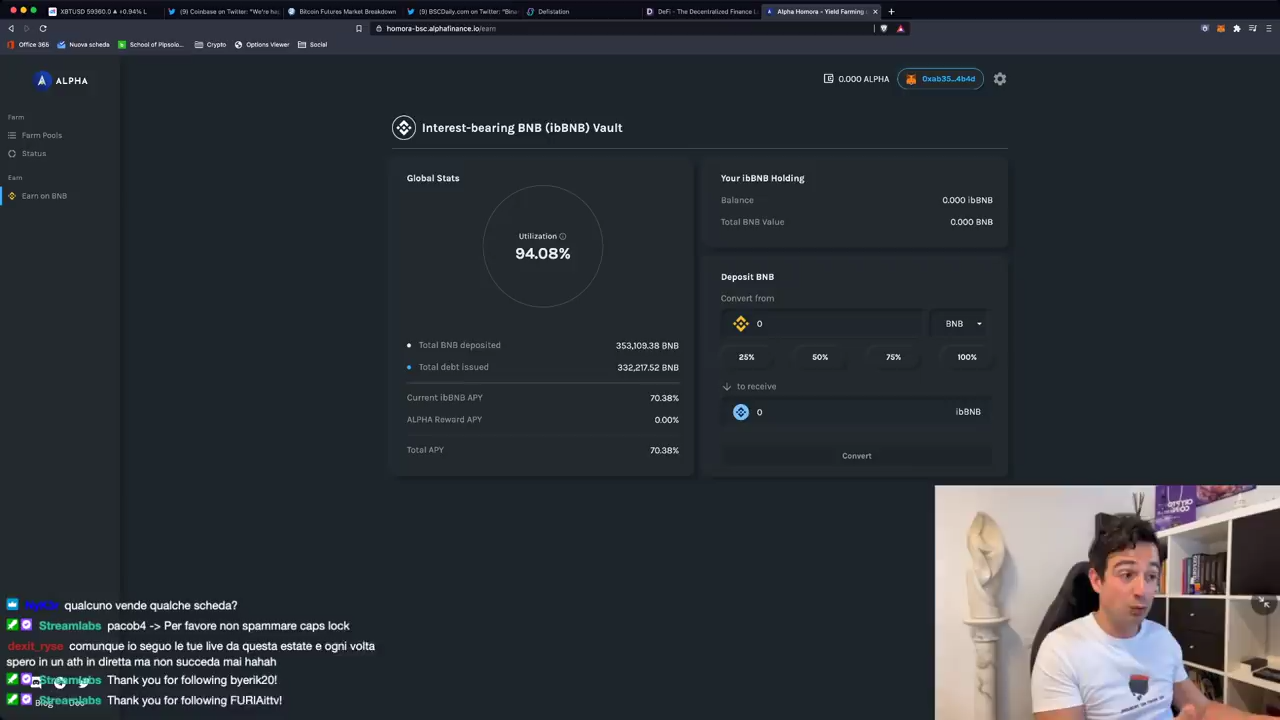 XBTUSD 59360.0 ▲ +0.94% L
(9) Coinbase on Twitter: "We're ha
Bitcoin Futures Market Breakdown
(9) BSCDaily.com on Twitter: "Bina
Defistation
DeFi - The Decentralized Finance L
Alpha Homora - Yield Farming
homora-bsc.alphafinance.io/earn
Office 365
Nuova scheda
School of Pipsolo...
Crypto
Options Viewer
Social
ALPHA
0.000 ALPHA
0xab35...4b4d
Farm
Farm Pools
Status
Earn
Earn on BNB
Interest-bearing BNB (ibBNB) Vault
Global Stats
Utilization
94.08%
Total BNB deposited 353,109.38 BNB
Total debt issued 332,217.52 BNB
Current ibBNB APY 70.38%
ALPHA Reward APY 0.00%
Total APY 70.38%
Your ibBNB Holding
Balance 0.000 ibBNB
Total BNB Value 0.000 BNB
Deposit BNB
Convert from
0 BNB
25% 50% 75% 100%
to receive
0 ibBNB
Convert
qualcuno vende qualche scheda?
Streamlabs pacob4 -> Per favore non spammare caps lock
dexit_ryse comunque io seguo le tue live da questa estate e ogni volta
spero in un ath in diretta ma non succeda mai hahah
Streamlabs Thank you for following byerik20!
Streamlabs Thank you for following FURIAittv!
Blog